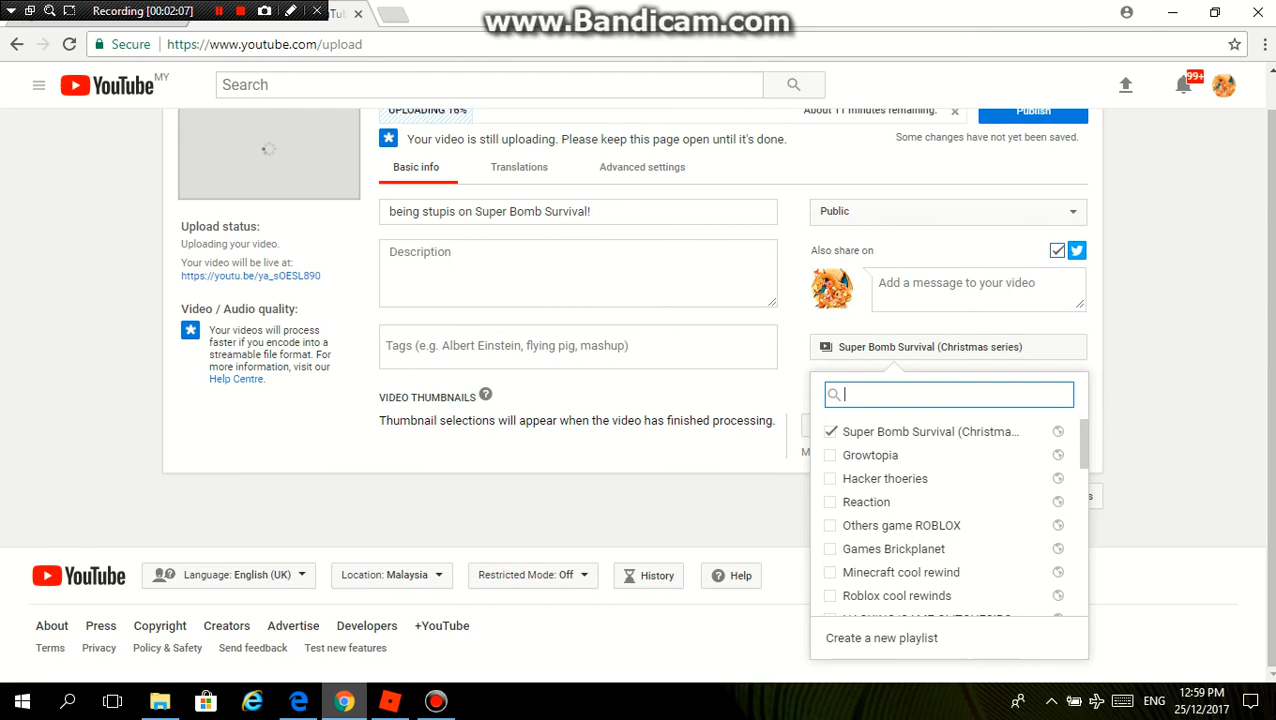 Recording [00:02:07]
www.Bandicam.com
Secure
https://www.youtube.com/upload
YouTube MY
Search
99+
UPLOADING 16%
About 11 minutes remaining.
Publish
Your video is still uploading. Please keep this page open until it's done.
Some changes have not yet been saved.
Basic info
Translations
Advanced settings
being stupis on Super Bomb Survival!
Public
Upload status:
Uploading your video.
Your video will be live at:
https://youtu.be/ya_sOESL890
Description
Also share on
Add a message to your video
Video / Audio quality:
Your videos will process
faster if you encode into a
streamable file format. For
more information, visit our
Help Centre.
Tags (e.g. Albert Einstein, flying pig, mashup)
Super Bomb Survival (Christmas series)
VIDEO THUMBNAILS ?
Thumbnail selections will appear when the video has finished processing.
Super Bomb Survival (Christma...
Growtopia
Hacker thoeries
Reaction
Others game ROBLOX
Games Brickplanet
Minecraft cool rewind
Roblox cool rewinds
Create a new playlist
YouTube
Language: English (UK)
Location: Malaysia
Restricted Mode: Off
History
Help
About
Press
Copyright
Creators
Advertise
Developers
+YouTube
Terms
Privacy
Policy & Safety
Send feedback
Test new features
ENG
12:59 PM
25/12/2017